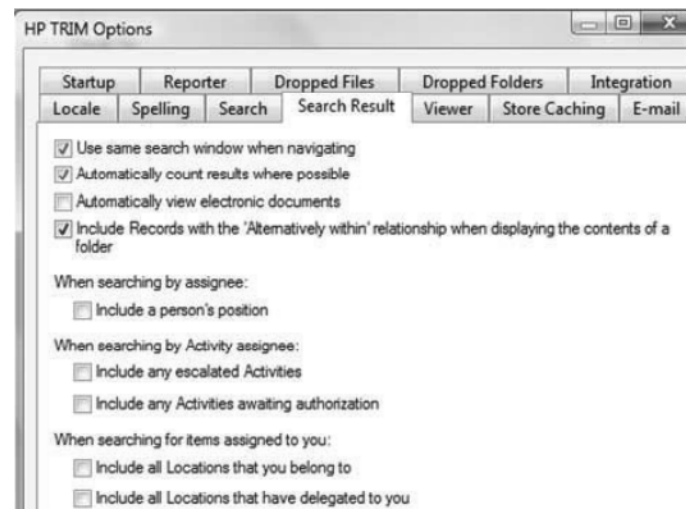 HP TRIM Options
Startup Reporter Dropped Files Dropped Folders Integration
Locale Spelling Search Search Result Viewer Store Caching E-mail
Use same search window when navigating
Automatically count results where possible
Automatically view electronic documents
Include Records with the 'Alternatively within' relationship when displaying the contents of a
folder
When searching by assignee:
Include a person's position
When searching by Activity assignee:
Include any escalated Activities
Include any Activities awaiting authorization
When searching for items assigned to you:
Include all Locations that you belong to
Include all Locations that have delegated to you